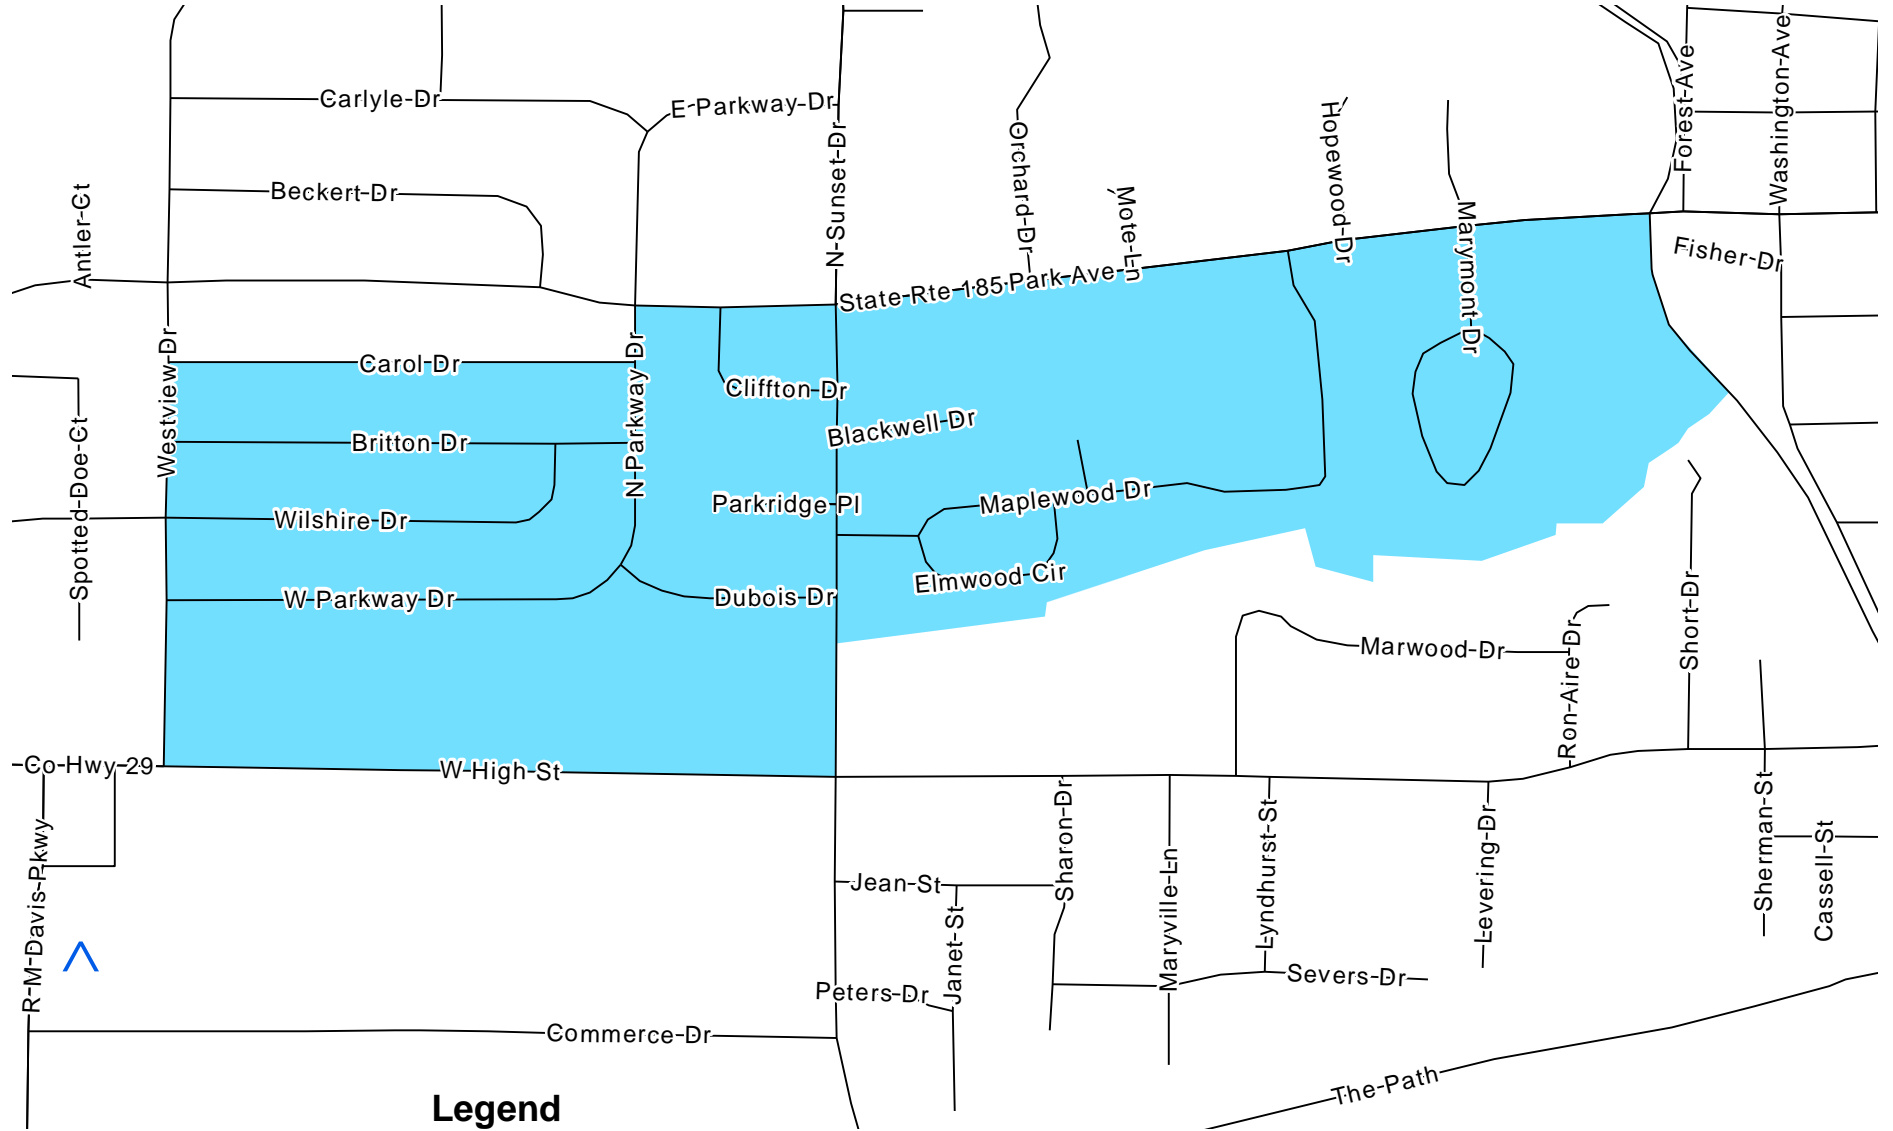 Carlyle Dr
E Parkway Dr
Beckert Dr
Antler Ct
N Sunset Dr
Orchard Dr
Mote Ln
Hopewood Dr
Marymont Dr
Forest Ave
Washington Ave
Fisher Dr
State Rte 185 Park Ave
Westview Dr
Carol Dr
N Parkway Dr
Cliffton Dr
Blackwell Dr
Britton Dr
Spotted Doe Ct
Wilshire Dr
Parkridge Pl
Maplewood Dr
Elmwood Cir
W Parkway Dr
Dubois Dr
Marwood Dr
Ron Aire Dr
Short Dr
Co Hwy 29
W High St
R M Davis Pkwy
Jean St
Janet St
Sharon Dr
Maryville Ln
Lyndhurst St
Levering Dr
Sherman St
Cassell St
Severs Dr
Peters Dr
Commerce Dr
The Path
Legend